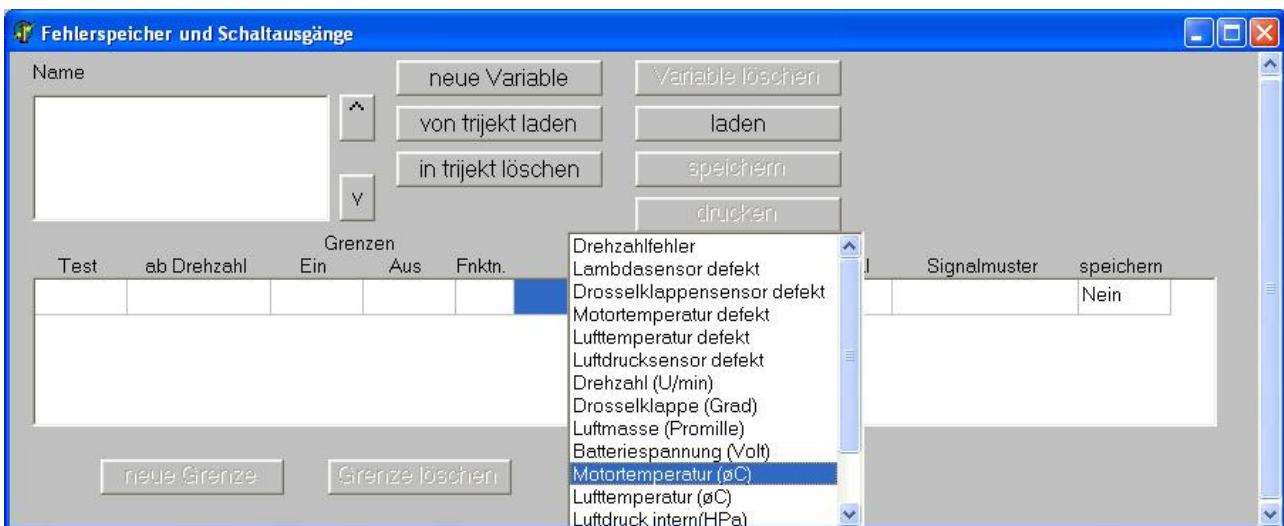 Fehlerspeicher und Schaltausgänge
Name
neue Variable
Variable löschen
^
von trijekt laden
laden
in trijekt löschen
speichern
v
drucken
Grenzen
Test ab Drehzahl Ein Aus Fnktn. Signalmuster speichern
Nein
Drehzahlfehler
Lambdasensor defekt
Drosselklappensensor defekt
Motortemperatur defekt
Lufttemperatur defekt
Luftdrucksensor defekt
Drehzahl (U/min)
Drosselklappe (Grad)
Luftmasse (Promille)
Batteriespannung (Volt)
Motortemperatur (øC)
Lufttemperatur (øC)
Luftdruck intern(HPa)
neue Grenze
Grenze löschen